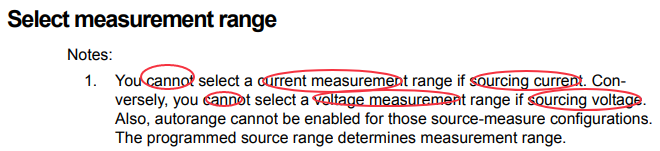 Select measurement range
Notes:
1. You cannot select a current measurement range if sourcing current. Con-
versely, you cannot select a voltage measurement range if sourcing voltage.
Also, autorange cannot be enabled for those source-measure configurations.
The programmed source range determines measurement range.